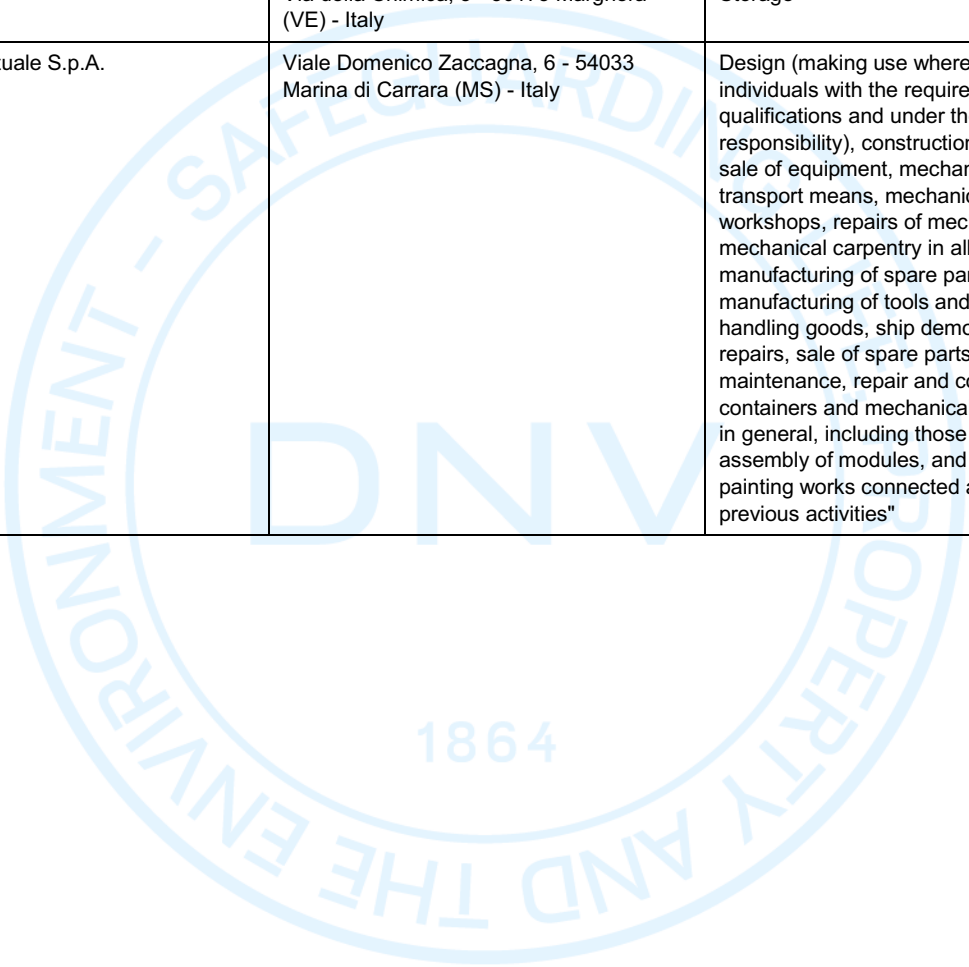 (VE) - Italy
tuale S.p.A.
Viale Domenico Zaccagna, 6 - 54033
Marina di Carrara (MS) - Italy
Design (making use where
individuals with the require
qualifications and under th
responsibility), construction
sale of equipment, mechan
transport means, mechanic
workshops, repairs of mec
mechanical carpentry in all
manufacturing of spare par
manufacturing of tools and
handling goods, ship demo
repairs, sale of spare parts
maintenance, repair and co
containers and mechanica
in general, including those
assembly of modules, and
painting works connected a
previous activities"
SAFEGUARDING LIFE, PROPERTY AND THE ENVIRONMENT -
DNV
1864